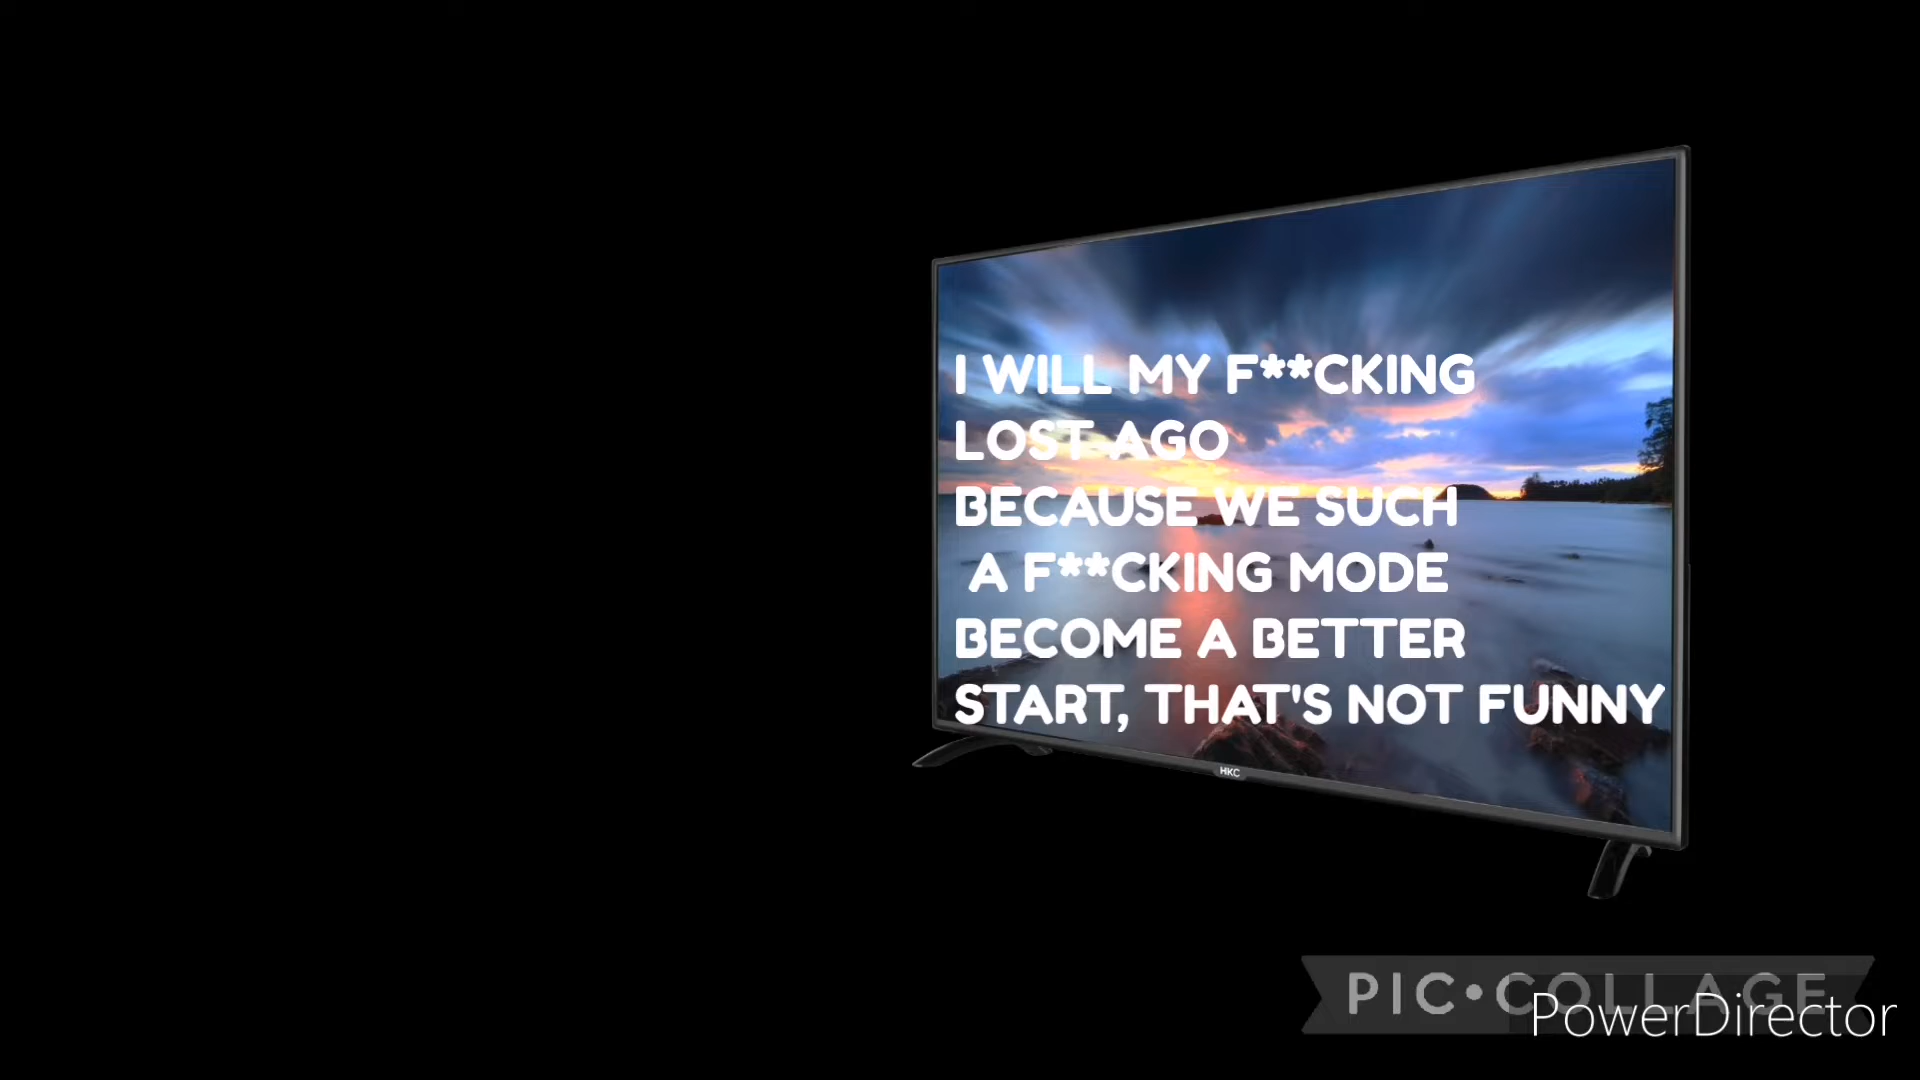 I WILL MY F**CKING
LOST AGO
BECAUSE WE SUCH
A F**CKING MODE
BECOME A BETTER
START, THAT'S NOT FUNNY
HKC
PIC•COLLAGE
PowerDirector